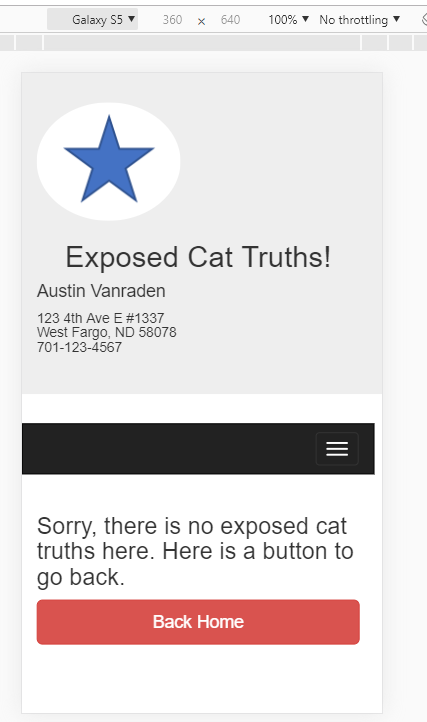 Galaxy S5 ▼ 360 × 640 100% ▼ No throttling ▼
Exposed Cat Truths!
Austin Vanraden
123 4th Ave E #1337
West Fargo, ND 58078
701-123-4567
Sorry, there is no exposed cat
truths here. Here is a button to
go back.
Back Home